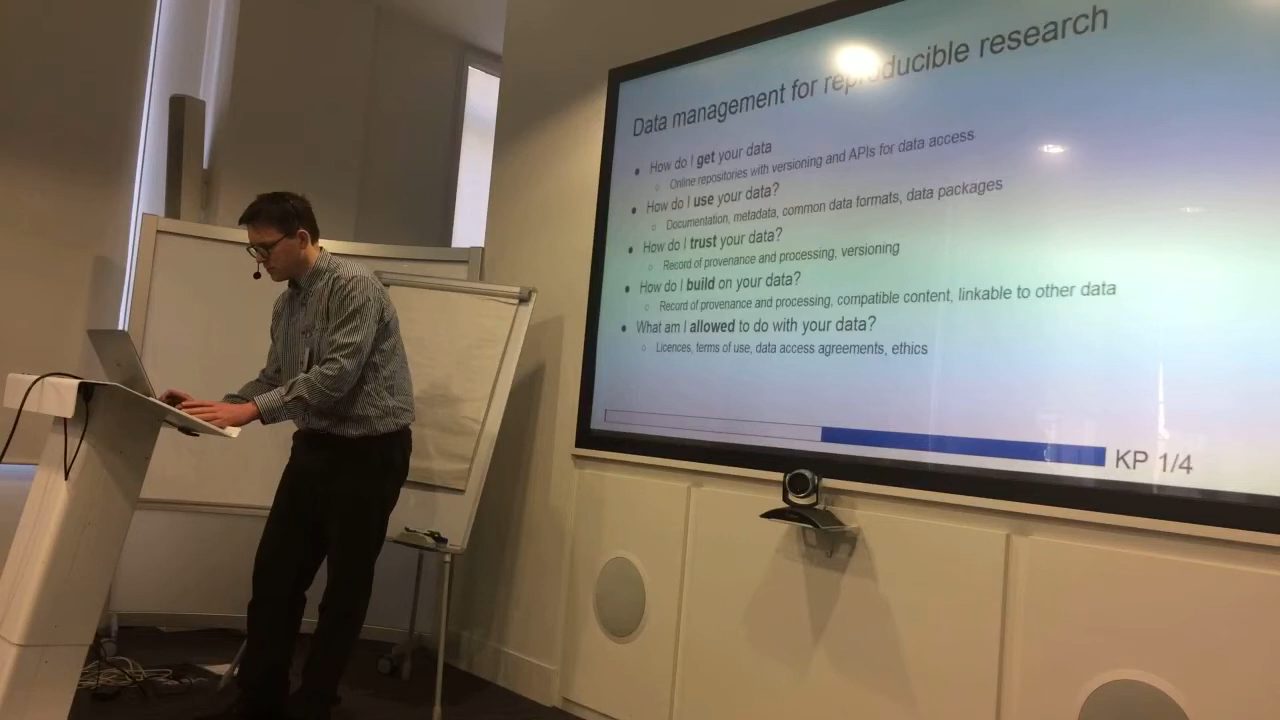 Data management for reproducible research
● How do I get your data
○ Online repositories with versioning and APIs for data access
● How do I use your data?
○ Documentation, metadata, common data formats, data packages
● How do I trust your data?
○ Record of provenance and processing, versioning
● How do I build on your data?
○ Record of provenance and processing, compatible content, linkable to other data
● What am I allowed to do with your data?
○ Licences, terms of use, data access agreements, ethics
KP 1/4